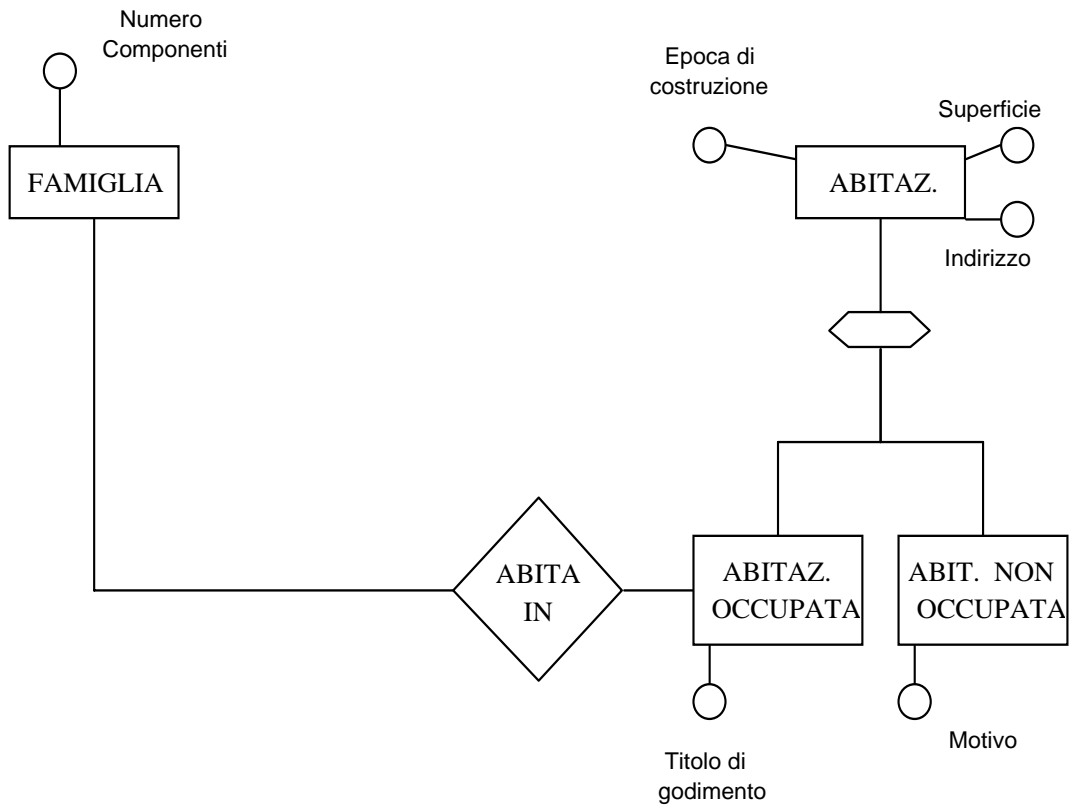 Numero
Componenti
Epoca di
costruzione
Superficie
FAMIGLIA
ABITAZ.
Indirizzo
ABITA
IN
ABITAZ.
OCCUPATA
ABIT. NON
OCCUPATA
Titolo di
godimento
Motivo